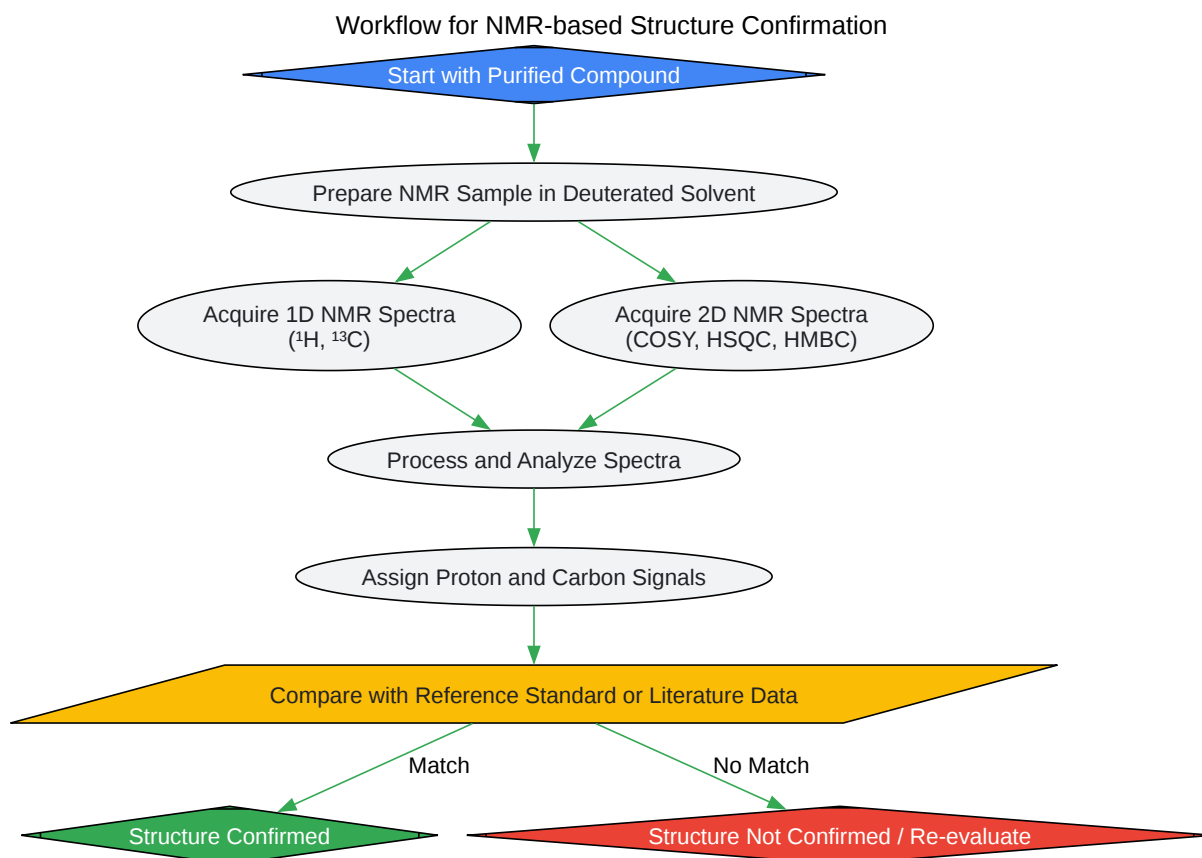 Workflow for NMR-based Structure Confirmation
Start with Purified Compound
Prepare NMR Sample in Deuterated Solvent
Acquire 1D NMR Spectra
(¹H, ¹³C)
Acquire 2D NMR Spectra
(COSY, HSQC, HMBC)
Process and Analyze Spectra
Assign Proton and Carbon Signals
Compare with Reference Standard or Literature Data
Match
No Match
Structure Confirmed
Structure Not Confirmed / Re-evaluate